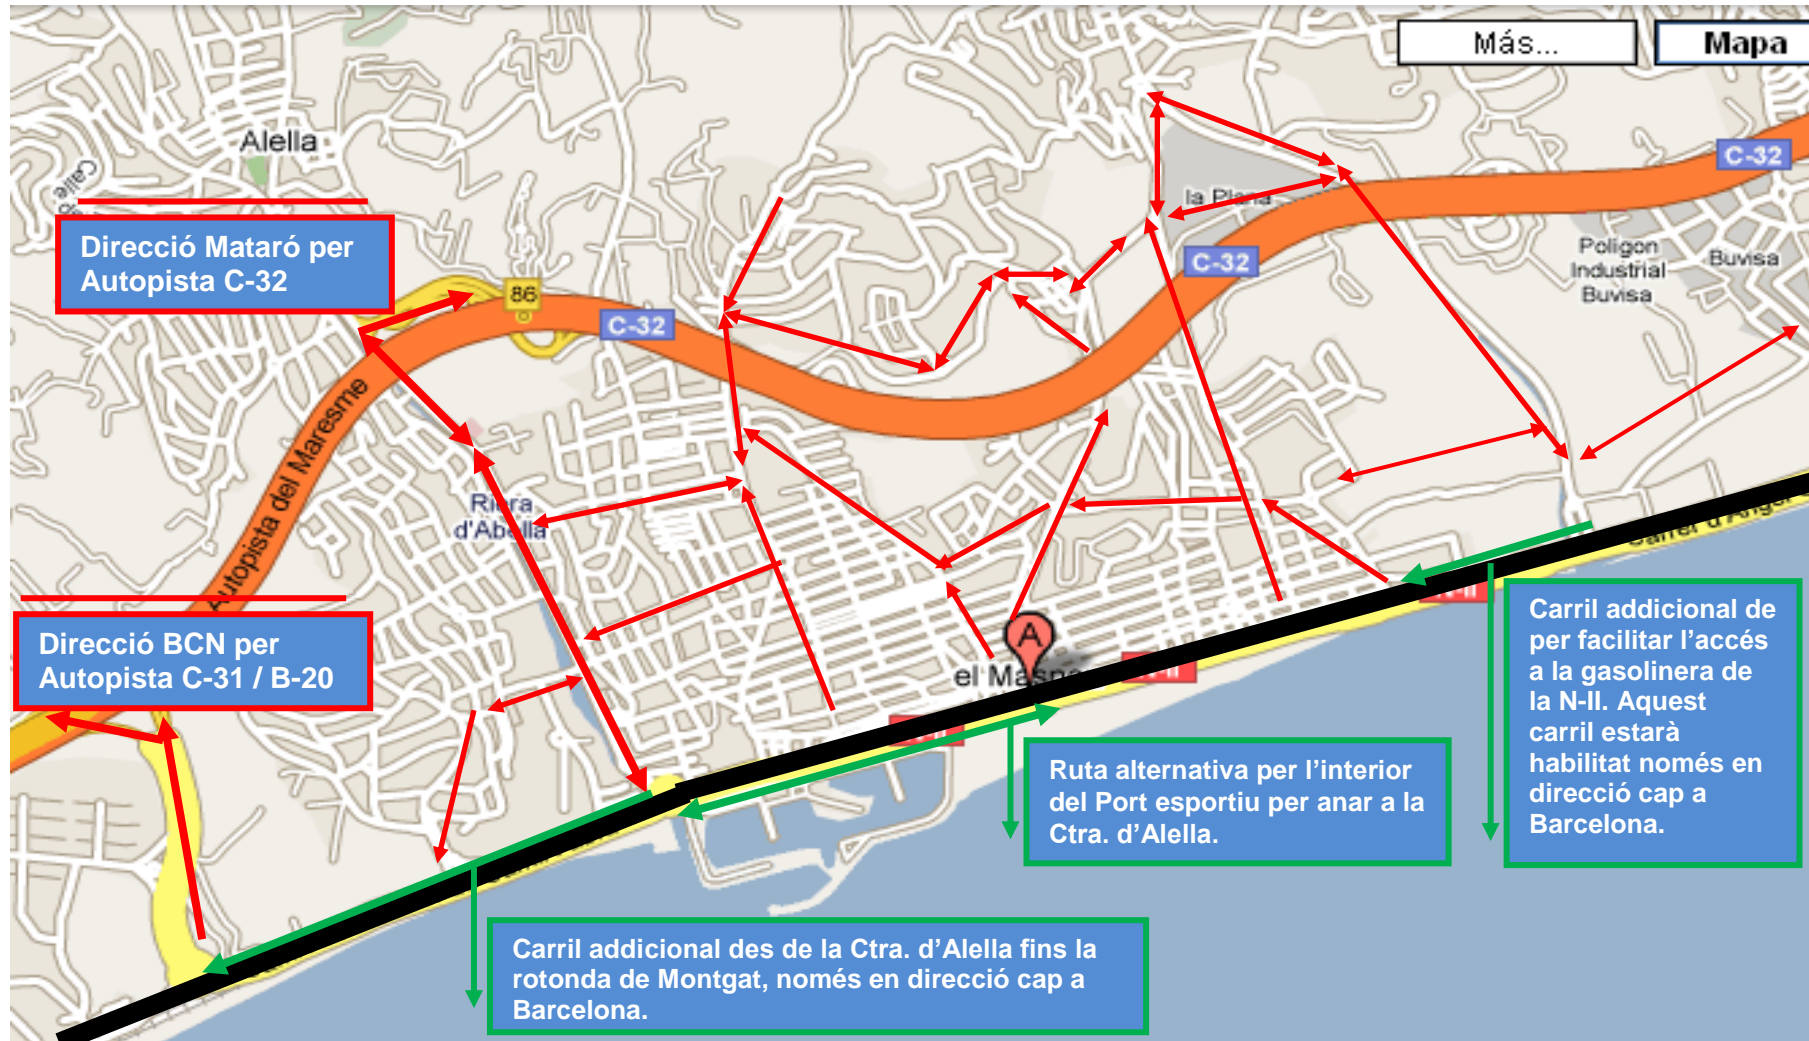 Más...
Mapa
Alella
Calle
C-32
la Plana
Direcció Mataró per
Autopista C-32
86
C-32
C-32
Poligon
Industrial
Buvisa
Buvisa
Autopista del Maresme
Riera
d'Abella
Direcció BCN per
Autopista C-31 / B-20
A
el Masno
N-II
Carril addicional de
per facilitar l’accés
a la gasolinera de
la N-II. Aquest
carril estarà
habilitat només en
direcció cap a
Barcelona.
Ruta alternativa per l’interior
del Port esportiu per anar a la
Ctra. d’Alella.
Carril addicional des de la Ctra. d’Alella fins la
rotonda de Montgat, només en direcció cap a
Barcelona.